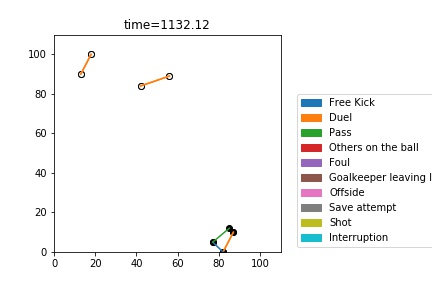 time=1132.12
100
80
60
40
20
0
0 20 40 60 80 100
Free Kick
Duel
Pass
Others on the ball
Foul
Goalkeeper leaving l
Offside
Save attempt
Shot
Interruption